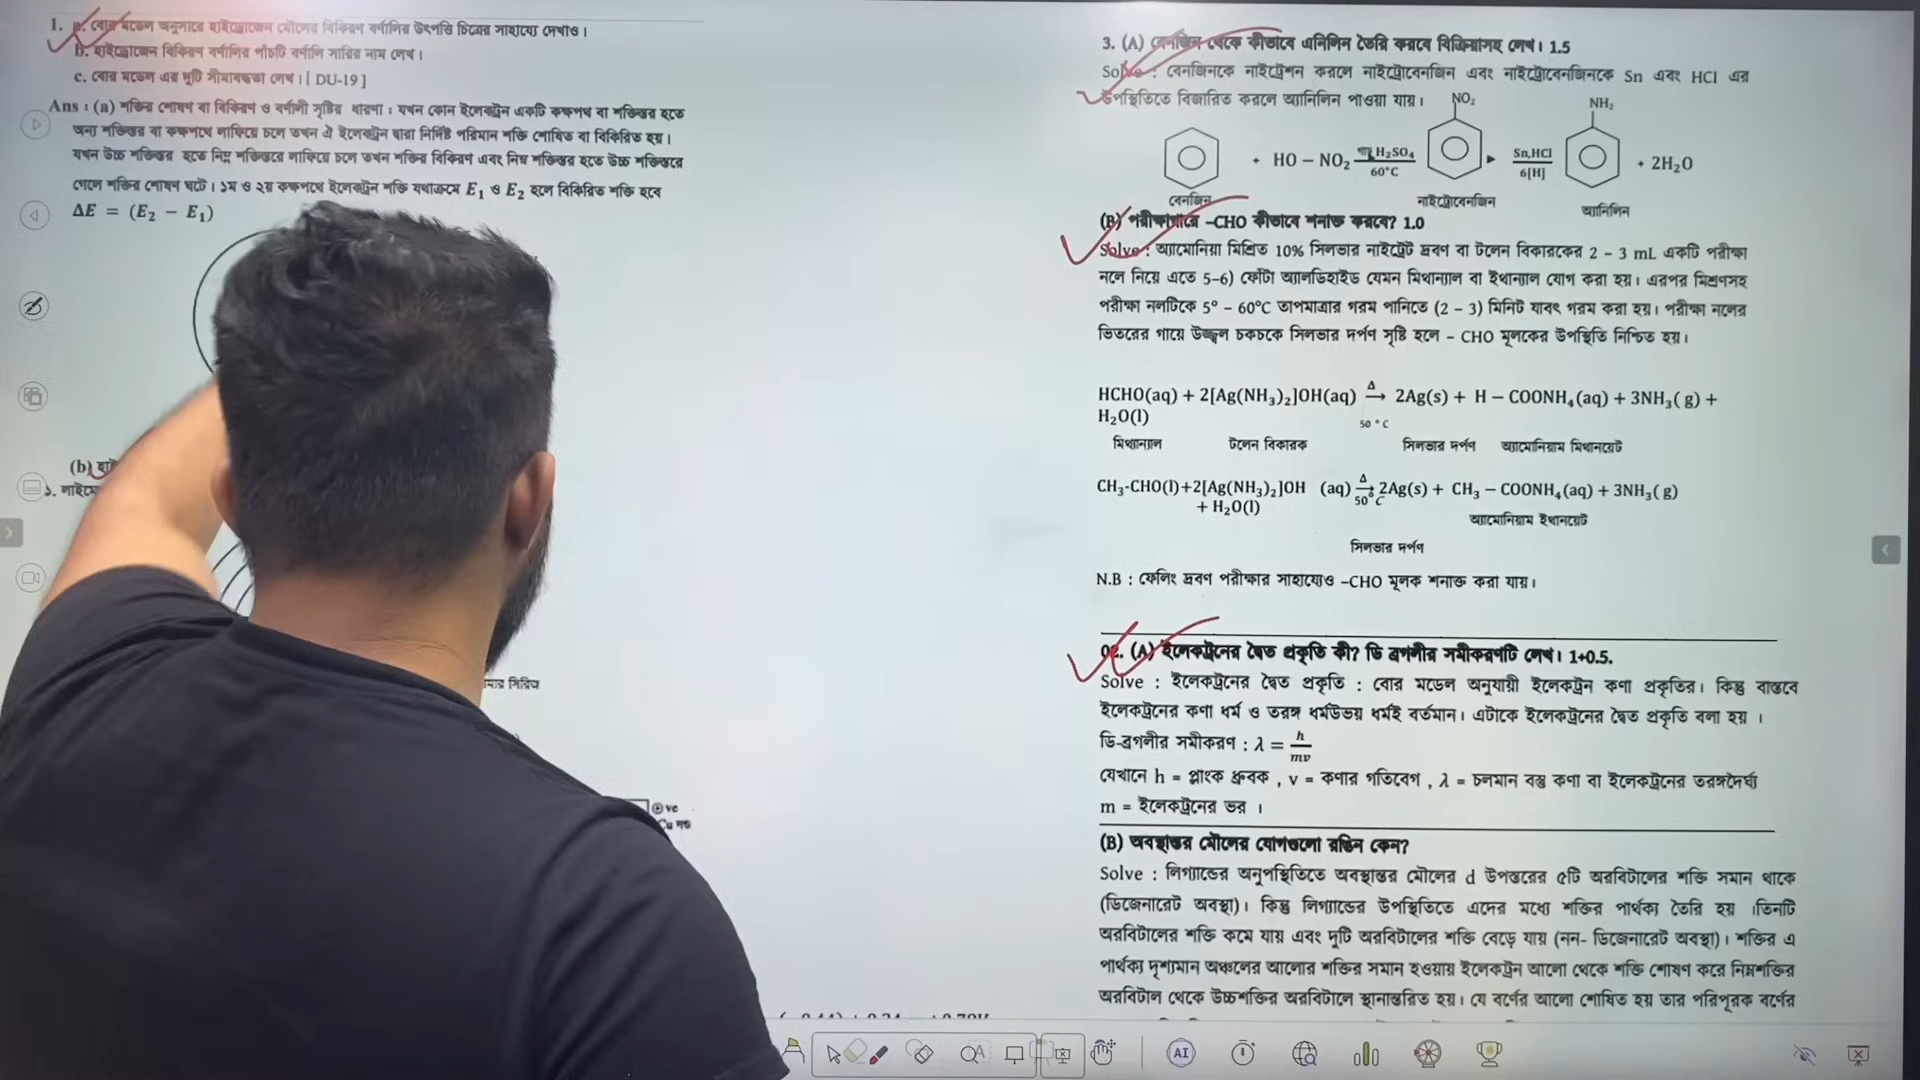 1. a. বোর মডেল অনুসারে হাইড্রোজেন মৌলের বিকিরণ বর্ণালির উৎপত্তি চিত্রের সাহায্যে দেখাও।
b. হাইড্রোজেন বিকিরণ বর্ণালির পাঁচটি বর্ণালি সারির নাম লেখ।
c. বোর মডেল এর দুটি সীমাবদ্ধতা লেখ। [ DU-19 ]
Ans : (a) শক্তির শোষণ বা বিকিরণ ও বর্ণালী সৃষ্টির ধারণা : যখন কোন ইলেকট্রন একটি কক্ষপথ বা শক্তিস্তর হতে
অন্য শক্তিস্তর বা কক্ষপথে লাফিয়ে চলে তখন ঐ ইলেকট্রন দ্বারা নির্দিষ্ট পরিমান শক্তি শোষিত বা বিকিরিত হয়।
যখন উচ্চ শক্তিস্তর হতে নিম্ন শক্তিস্তরে লাফিয়ে চলে তখন শক্তির বিকিরণ এবং নিম্ন শক্তিস্তর হতে উচ্চ শক্তিস্তরে
গেলে শক্তির শোষণ ঘটে। ১ম ও ২য় কক্ষপথে ইলেকট্রন শক্তি যথাক্রমে E₁ ও E₂ হলে বিকিরিত শক্তি হবে
ΔE = (E₂ − E₁)
(b)
১.
সিরিজ
⊕ ve
Cu দণ্ড
3. (A) বেনজিন থেকে কীভাবে এনিলিন তৈরি করবে বিক্রিয়াসহ লেখ। 1.5
Solve : বেনজিনকে নাইট্রেশন করলে নাইট্রোবেনজিন এবং নাইট্রোবেনজিনকে Sn এবং HCl এর
উপস্থিতিতে বিজারিত করলে অ্যানিলিন পাওয়া যায়।
NO₂
NH₂
+ HO − NO₂ গাঢ় H₂SO₄ 60°C
Sn,HCl 6[H]
+ 2H₂O
বেনজিন
নাইট্রোবেনজিন
অ্যানিলিন
(B) পরীক্ষাগারে –CHO কীভাবে শনাক্ত করবে? 1.0
Solve : অ্যামোনিয়া মিশ্রিত 10% সিলভার নাইট্রেট দ্রবণ বা টলেন বিকারকের 2 – 3 mL একটি পরীক্ষা
নলে নিয়ে এতে 5–6) ফোঁটা অ্যালডিহাইড যেমন মিথান্যাল বা ইথান্যাল যোগ করা হয়। এরপর মিশ্রণসহ
পরীক্ষা নলটিকে 5° – 60°C তাপমাত্রার গরম পানিতে (2 – 3) মিনিট যাবৎ গরম করা হয়। পরীক্ষা নলের
ভিতরের গায়ে উজ্জ্বল চকচকে সিলভার দর্পণ সৃষ্টি হলে – CHO মূলকের উপস্থিতি নিশ্চিত হয়।
HCHO(aq) + 2[Ag(NH₃)₂]OH(aq) Δ→ 50 °C 2Ag(s) + H − COONH₄(aq) + 3NH₃(g) +
H₂O(l)
মিথান্যাল টলেন বিকারক সিলভার দর্পণ অ্যামোনিয়াম মিথানয়েট
CH₃-CHO(l)+2[Ag(NH₃)₂]OH (aq) Δ→ 50°C 2Ag(s) + CH₃ − COONH₄(aq) + 3NH₃(g)
+ H₂O(l)
অ্যামোনিয়াম ইথানয়েট
সিলভার দর্পণ
N.B : ফেলিং দ্রবণ পরীক্ষার সাহায্যেও –CHO মূলক শনাক্ত করা যায়।
02. (A) ইলেকট্রনের দ্বৈত প্রকৃতি কী? ডি ব্রগলীর সমীকরণটি লেখ। 1+0.5.
Solve : ইলেকট্রনের দ্বৈত প্রকৃতি : বোর মডেল অনুযায়ী ইলেকট্রন কণা প্রকৃতির। কিন্তু বাস্তবে
ইলেকট্রনের কণা ধর্ম ও তরঙ্গ ধর্মউভয় ধর্মই বর্তমান। এটাকে ইলেকট্রনের দ্বৈত প্রকৃতি বলা হয় ।
ডি-ব্রগলীর সমীকরণ : λ = h/mv
যেখানে h = প্লাংক ধ্রুবক , v = কণার গতিবেগ , λ = চলমান বস্তু কণা বা ইলেকট্রনের তরঙ্গদৈর্ঘ্য
m = ইলেকট্রনের ভর ।
(B) অবস্থান্তর মৌলের যৌগগুলো রঙিন কেন?
Solve : লিগ্যান্ডের অনুপস্থিতিতে অবস্থান্তর মৌলের d উপস্তরের ৫টি অরবিটালের শক্তি সমান থাকে
(ডিজেনারেট অবস্থা)। কিন্তু লিগ্যান্ডের উপস্থিতিতে এদের মধ্যে শক্তির পার্থক্য তৈরি হয় ।তিনটি
অরবিটালের শক্তি কমে যায় এবং দুটি অরবিটালের শক্তি বেড়ে যায় (নন- ডিজেনারেট অবস্থা)। শক্তির এ
পার্থক্য দৃশ্যমান অঞ্চলের আলোর শক্তির সমান হওয়ায় ইলেকট্রন আলো থেকে শক্তি শোষণ করে নিম্নশক্তির
অরবিটাল থেকে উচ্চশক্তির অরবিটালে স্থানান্তরিত হয়। যে বর্ণের আলো শোষিত হয় তার পরিপূরক বর্ণের
AI